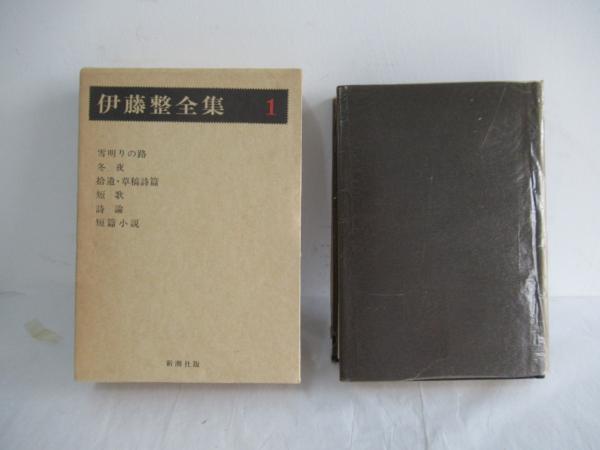 伊藤整全集 1
雪明りの路
冬夜
拾遺・草稿詩篇
短歌
詩論
短篇小説
新潮社版